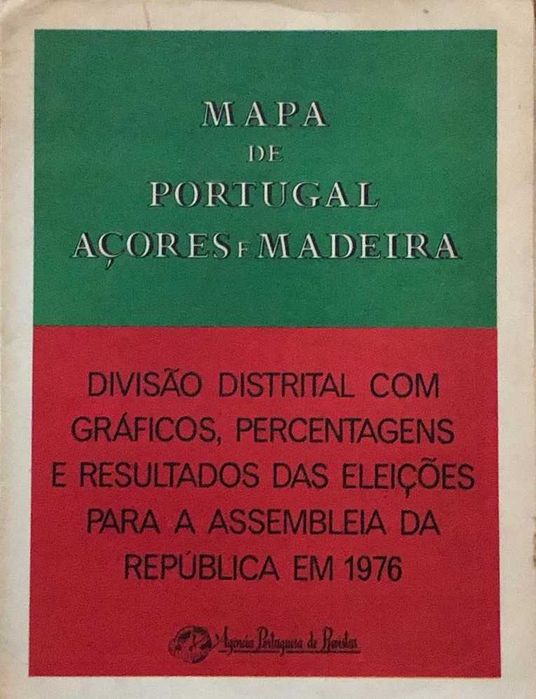 MAPA
DE
PORTUGAL
AÇORES E MADEIRA
DIVISÃO DISTRITAL COM
GRÁFICOS, PERCENTAGENS
E RESULTADOS DAS ELEIÇÕES
PARA A ASSEMBLEIA DA
REPÚBLICA EM 1976
Agência Portuguesa de Revistas